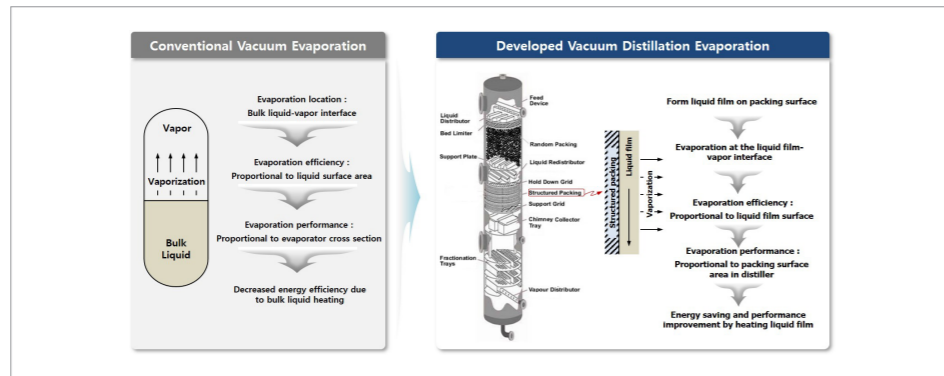 Conventional Vacuum Evaporation
Vapor
Vaporization
Bulk
Liquid
Evaporation location :
Bulk liquid-vapor interface
Evaporation efficiency :
Proportional to liquid surface area
Evaporation performance :
Proportional to evaporator cross section
Decreased energy efficiency due
to bulk liquid heating
Developed Vacuum Distillation Evaporation
Feed
Device
Liquid
Distributor
Bed Limiter
Random Packing
Support Plate
Liquid Redistributor
Hold Down Grid
Structured Packing
Support Grid
Chimney Collector
Tray
Fractionation
Trays
Vapour Distributor
Structured packing
Liquid film
Vaporization
Form liquid film on packing surface
Evaporation at the liquid film-
vapor interface
Evaporation efficiency :
Proportional to liquid film surface
Evaporation performance :
Proportional to packing surface
area in distiller
Energy saving and performance
improvement by heating liquid film